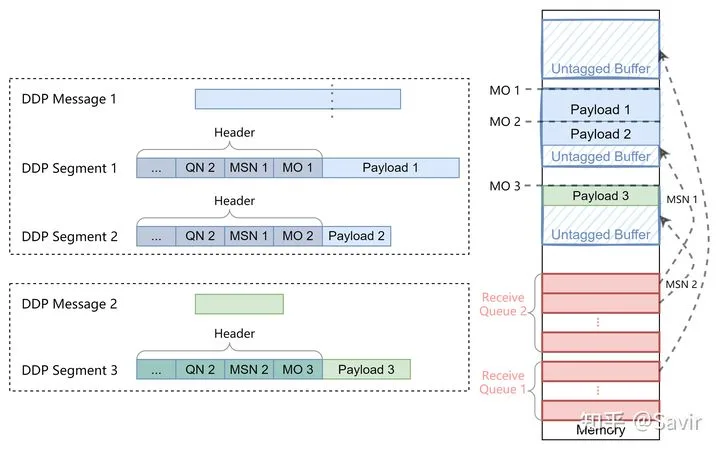 DDP Message 1
Header
DDP Segment 1
... QN 2 MSN 1 MO 1 Payload 1
Header
DDP Segment 2
... QN 2 MSN 1 MO 2 Payload 2
DDP Message 2
Header
DDP Segment 3
... QN 2 MSN 2 MO 3 Payload 3
Untagged Buffer
MO 1
Payload 1
MO 2
Payload 2
Untagged Buffer
MO 3
Payload 3
MSN 1
Untagged Buffer
MSN 2
Receive
Queue 2
...
Receive
Queue 1
...
知乎 @Savir
Memory